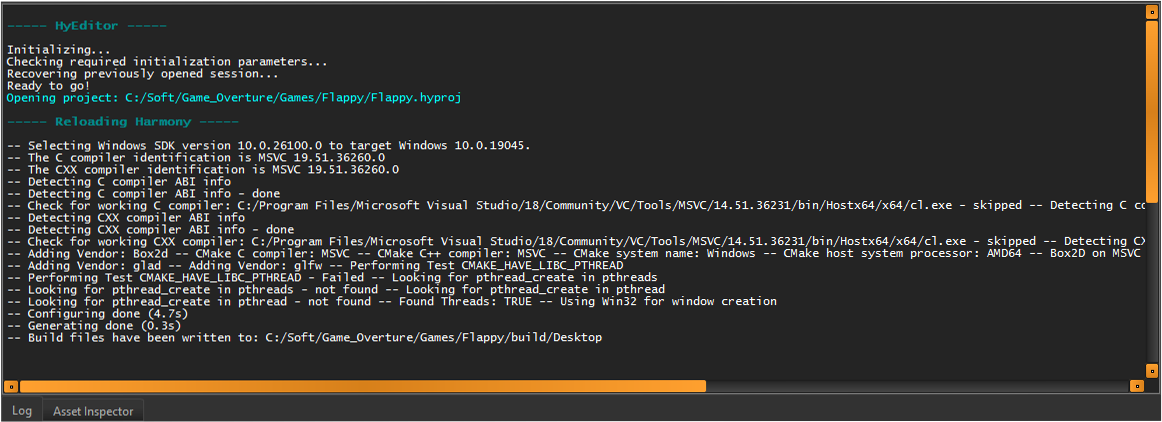 ----- HyEditor -----
Initializing...
Checking required initialization parameters...
Recovering previously opened session...
Ready to go!
Opening project: C:/Soft/Game_Overture/Games/Flappy/Flappy.hyproj
----- Reloading Harmony -----
-- Selecting Windows SDK version 10.0.26100.0 to target Windows 10.0.19045.
-- The C compiler identification is MSVC 19.51.36260.0
-- The CXX compiler identification is MSVC 19.51.36260.0
-- Detecting C compiler ABI info
-- Detecting C compiler ABI info - done
-- Check for working C compiler: C:/Program Files/Microsoft Visual Studio/18/Community/VC/Tools/MSVC/14.51.36231/bin/Hostx64/x64/cl.exe - skipped -- Detecting C co
-- Detecting CXX compiler ABI info
-- Detecting CXX compiler ABI info - done
-- Check for working CXX compiler: C:/Program Files/Microsoft Visual Studio/18/Community/VC/Tools/MSVC/14.51.36231/bin/Hostx64/x64/cl.exe - skipped -- Detecting CX
-- Adding Vendor: Box2d -- CMake C compiler: MSVC -- CMake C++ compiler: MSVC -- CMake system name: Windows -- CMake host system processor: AMD64 -- Box2D on MSVC
-- Adding Vendor: glad -- Adding Vendor: glfw -- Performing Test CMAKE_HAVE_LIBC_PTHREAD
-- Performing Test CMAKE_HAVE_LIBC_PTHREAD - Failed -- Looking for pthread_create in pthreads
-- Looking for pthread_create in pthreads - not found -- Looking for pthread_create in pthread
-- Looking for pthread_create in pthread - not found -- Found Threads: TRUE -- Using Win32 for window creation
-- Configuring done (4.7s)
-- Generating done (0.3s)
-- Build files have been written to: C:/Soft/Game_Overture/Games/Flappy/build/Desktop
Log
Asset Inspector